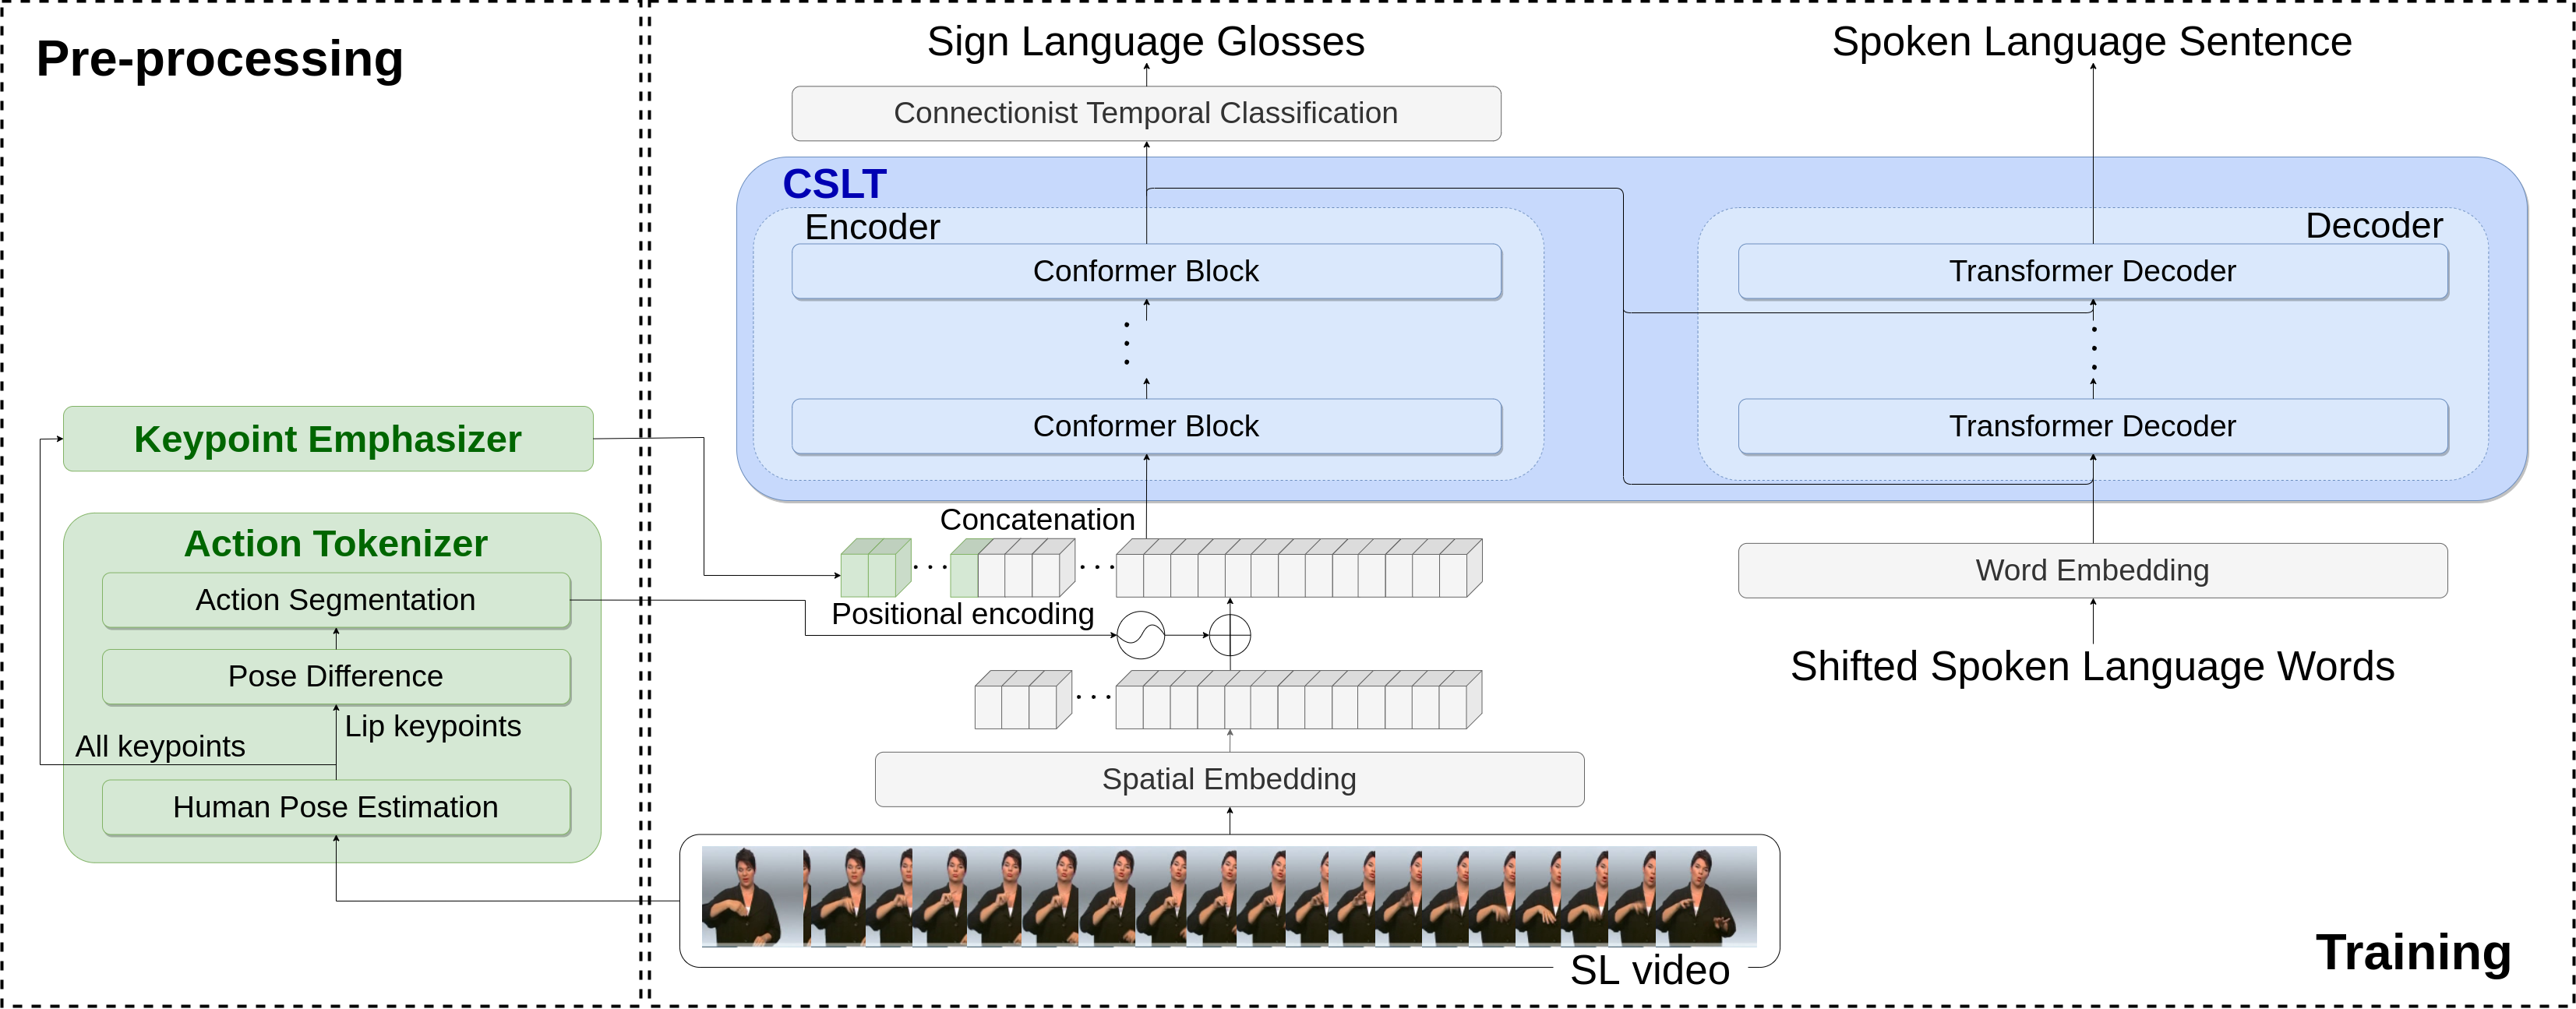 Pre-processing
Keypoint Emphasizer
Action Tokenizer
Action Segmentation
Pose Difference
Lip keypoints
All keypoints
Human Pose Estimation
Sign Language Glosses
Spoken Language Sentence
Connectionist Temporal Classification
CSLT
Encoder
Decoder
Conformer Block
Transformer Decoder
Conformer Block
Transformer Decoder
Concatenation
Positional encoding
Word Embedding
Shifted Spoken Language Words
Spatial Embedding
SL video
Training